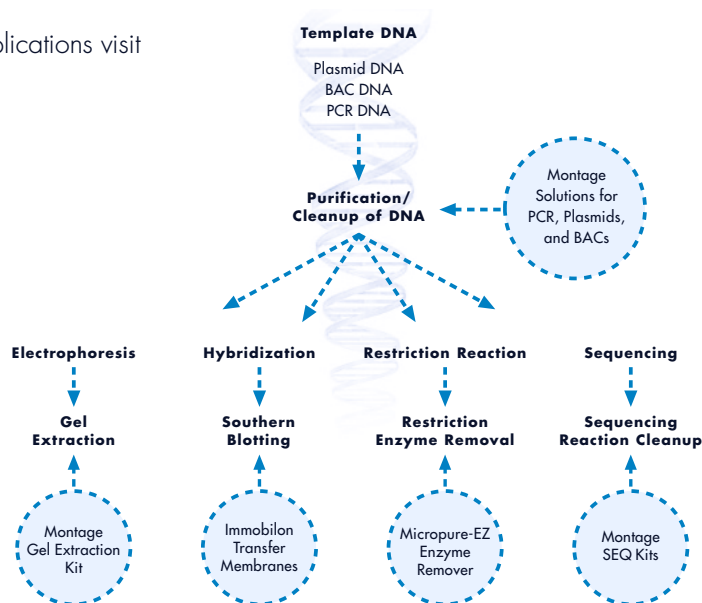 plications visit
Template DNA
Plasmid DNA
BAC DNA
PCR DNA
Purification/
Cleanup of DNA
Montage
Solutions for
PCR, Plasmids,
and BACs
Electrophoresis
Hybridization
Restriction Reaction
Sequencing
Gel
Extraction
Southern
Blotting
Restriction
Enzyme Removal
Sequencing
Reaction Cleanup
Montage
Gel Extraction
Kit
Immobilon
Transfer
Membranes
Micropure-EZ
Enzyme
Remover
Montage
SEQ Kits